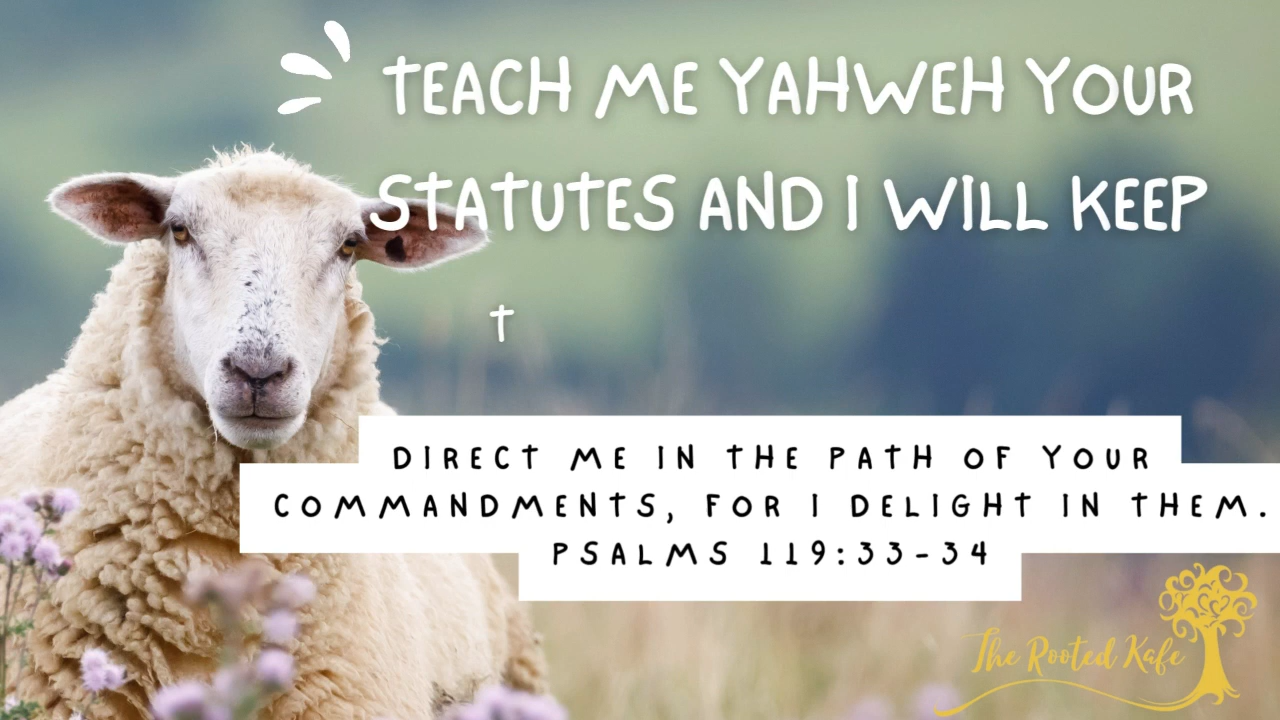 TEACH ME YAHWEH YOUR
STATUTES AND I WILL KEEP
t
DIRECT ME IN THE PATH OF YOUR
COMMANDMENTS, FOR I DELIGHT IN THEM.
PSALMS 119:33-34
The Rooted Kafe